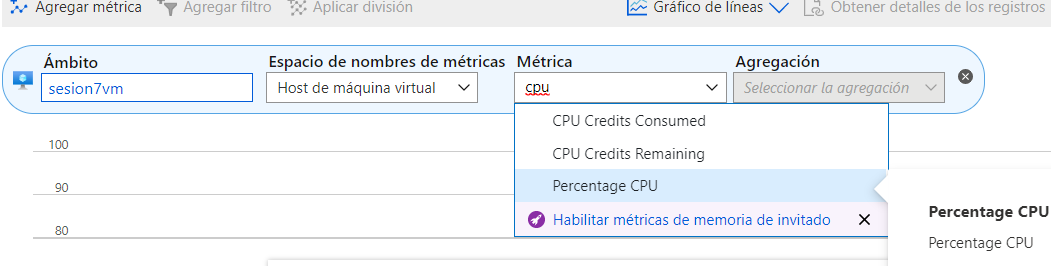 Agregar métrica Agregar filtro Aplicar división Gráfico de líneas Obtener detalles de los registros
Ámbito Espacio de nombres de métricas Métrica Agregación
sesion7vm Host de máquina virtual cpu Seleccionar la agregación
CPU Credits Consumed
100
CPU Credits Remaining
90
Percentage CPU
Percentage CPU
Habilitar métricas de memoria de invitado
80
Percentage CPU